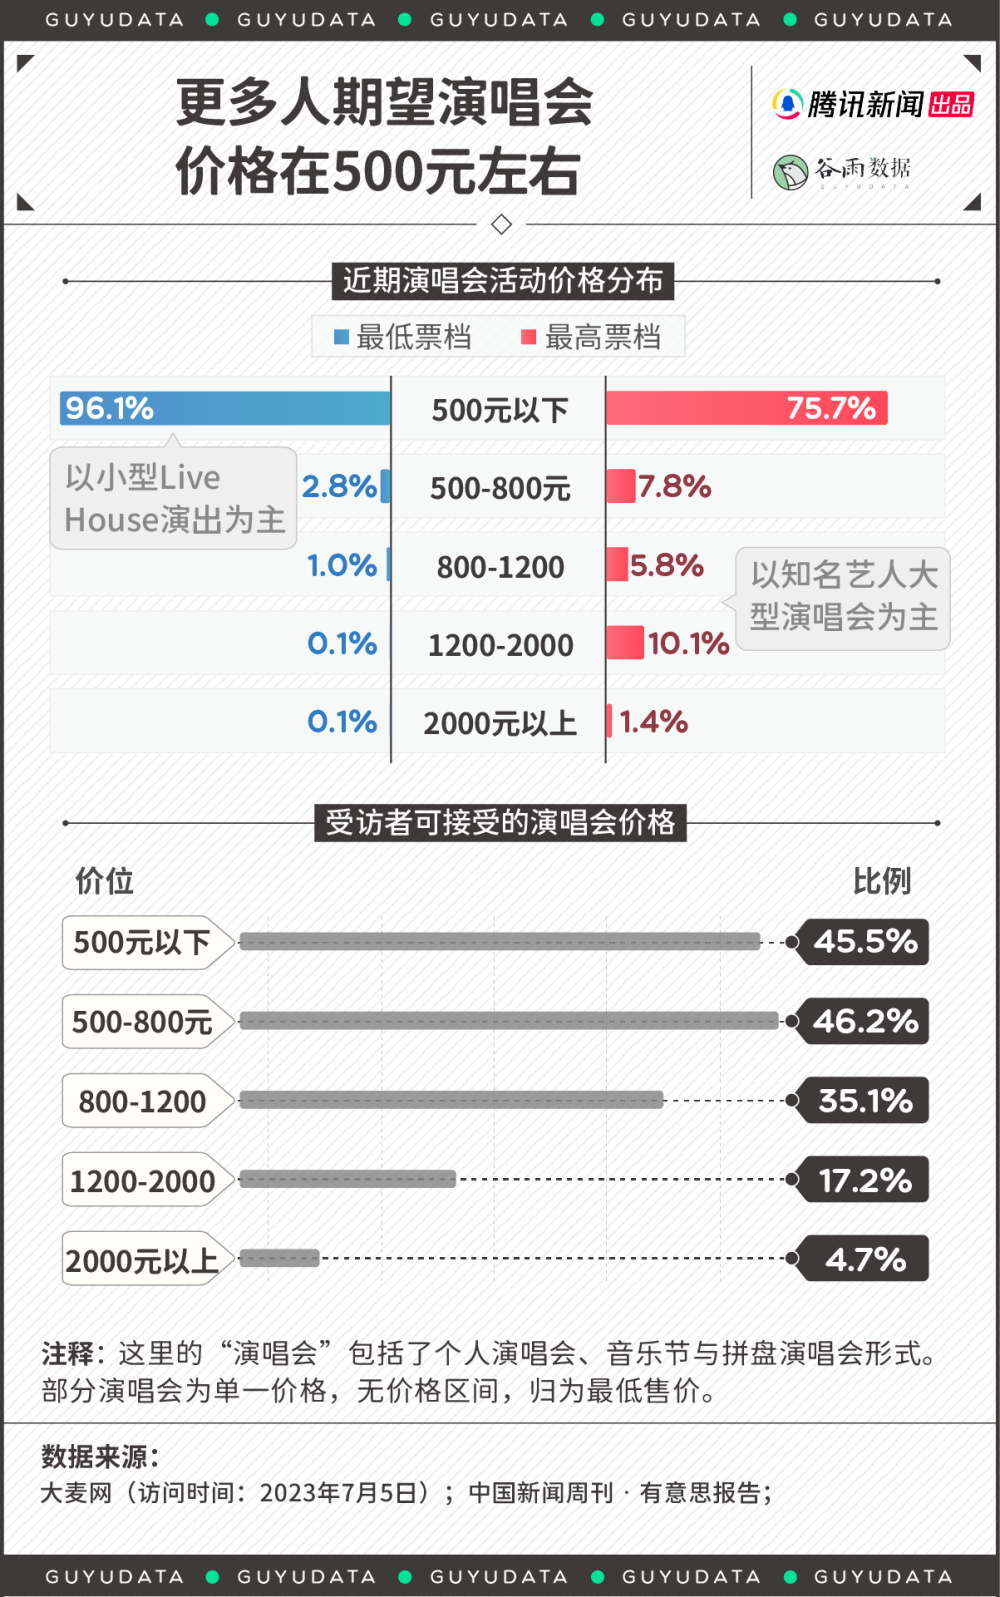 GUYUDATA ● GUYUDATA ● GUYUDATA ● GUYUDATA ● GUYUDATA
更多人期望演唱会
价格在500元左右
腾讯新闻 出品
谷雨数据
GUYUDATA
近期演唱会活动价格分布
最低票档 最高票档
96.1% 500元以下 75.7%
以小型Live
House演出为主
2.8% 500-800元 7.8%
1.0% 800-1200 5.8%
以知名艺人大
型演唱会为主
0.1% 1200-2000 10.1%
0.1% 2000元以上 1.4%
受访者可接受的演唱会价格
价位 比例
500元以下 45.5%
500-800元 46.2%
800-1200 35.1%
1200-2000 17.2%
2000元以上 4.7%
注释：这里的“演唱会”包括了个人演唱会、音乐节与拼盘演唱会形式。
部分演唱会为单一价格，无价格区间，归为最低售价。
数据来源：
大麦网（访问时间：2023年7月5日）；中国新闻周刊 · 有意思报告；
GUYUDATA ● GUYUDATA ● GUYUDATA ● GUYUDATA ● GUYUDATA